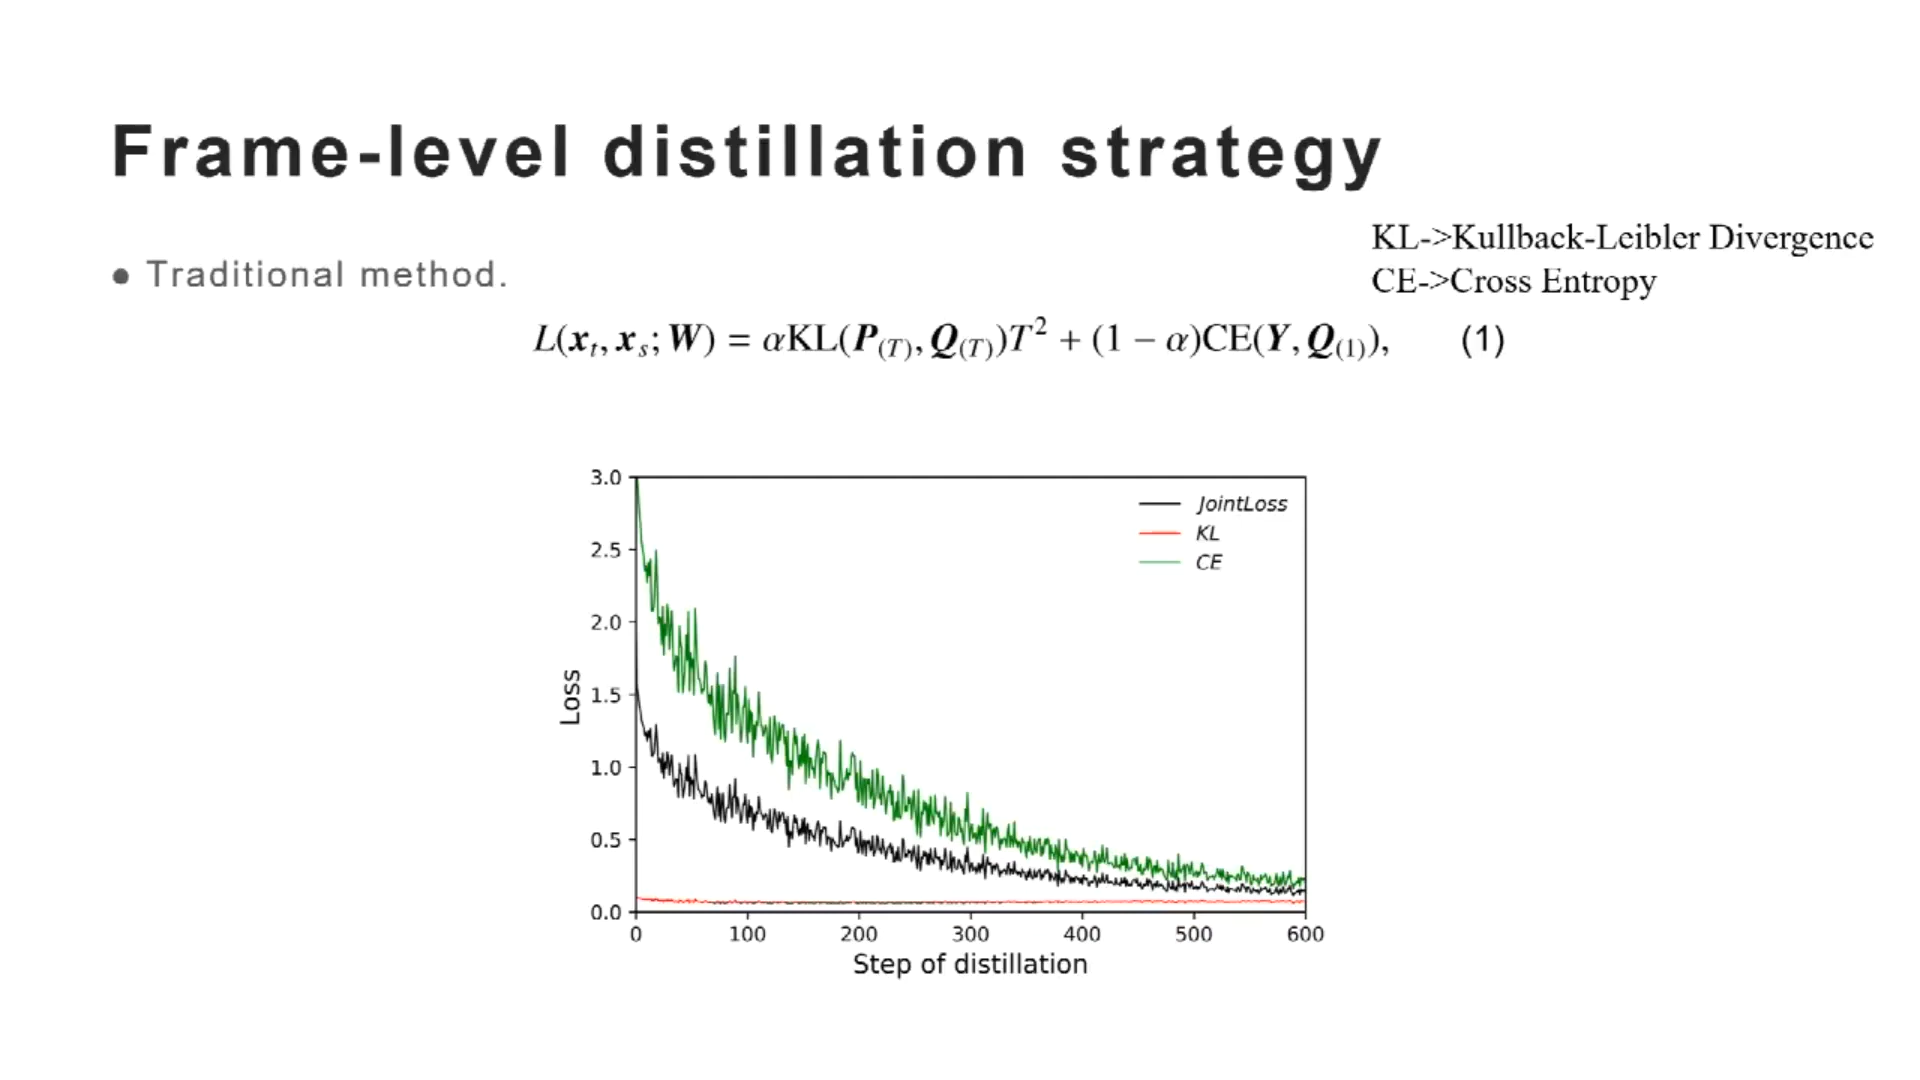 Frame-level distillation strategy
KL->Kullback-Leibler Divergence
● Traditional method.
CE->Cross Entropy
L(x_t, x_s; W) = αKL(P_(T), Q_(T))T² + (1 − α)CE(Y, Q_(1)), (1)
3.0
JointLoss
KL
2.5
CE
2.0
Loss
1.5
1.0
0.5
0.0
0 100 200 300 400 500 600
Step of distillation